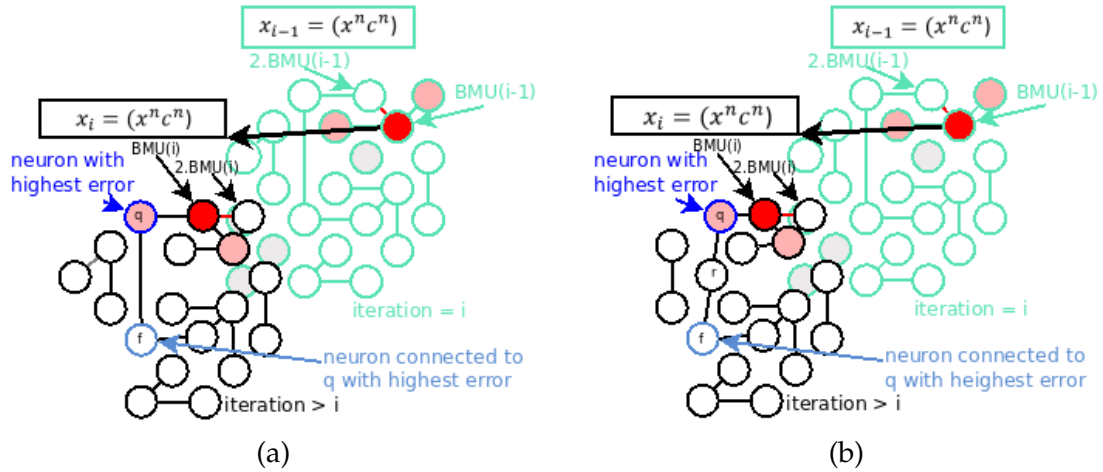 x_{i-1} = (x^n c^n)
2.BMU(i-1)
BMU(i-1)
x_i = (x^n c^n)
BMU(i)
2.BMU(i)
neuron with
highest error
q
iteration = i
f
neuron connected to
q with highest error
iteration > i
(a)
x_{i-1} = (x^n c^n)
2.BMU(i-1)
BMU(i-1)
x_i = (x^n c^n)
BMU(i)
2.BMU(i)
neuron with
highest error
q
r
iteration = i
f
neuron connected to
q with heighest error
iteration > i
(b)